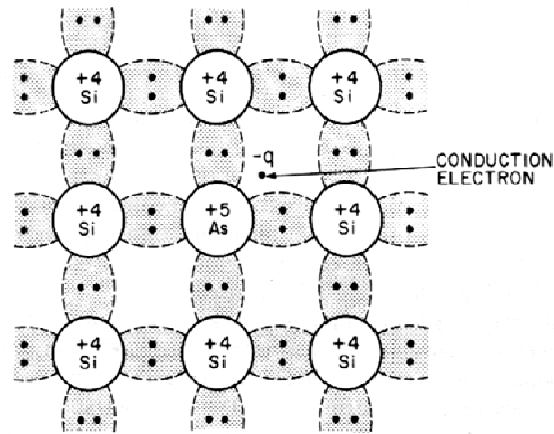 +4 +4 +4
Si Si Si
-q
CONDUCTION
ELECTRON
+4 +5 +4
Si As Si
+4 +4 +4
Si Si Si